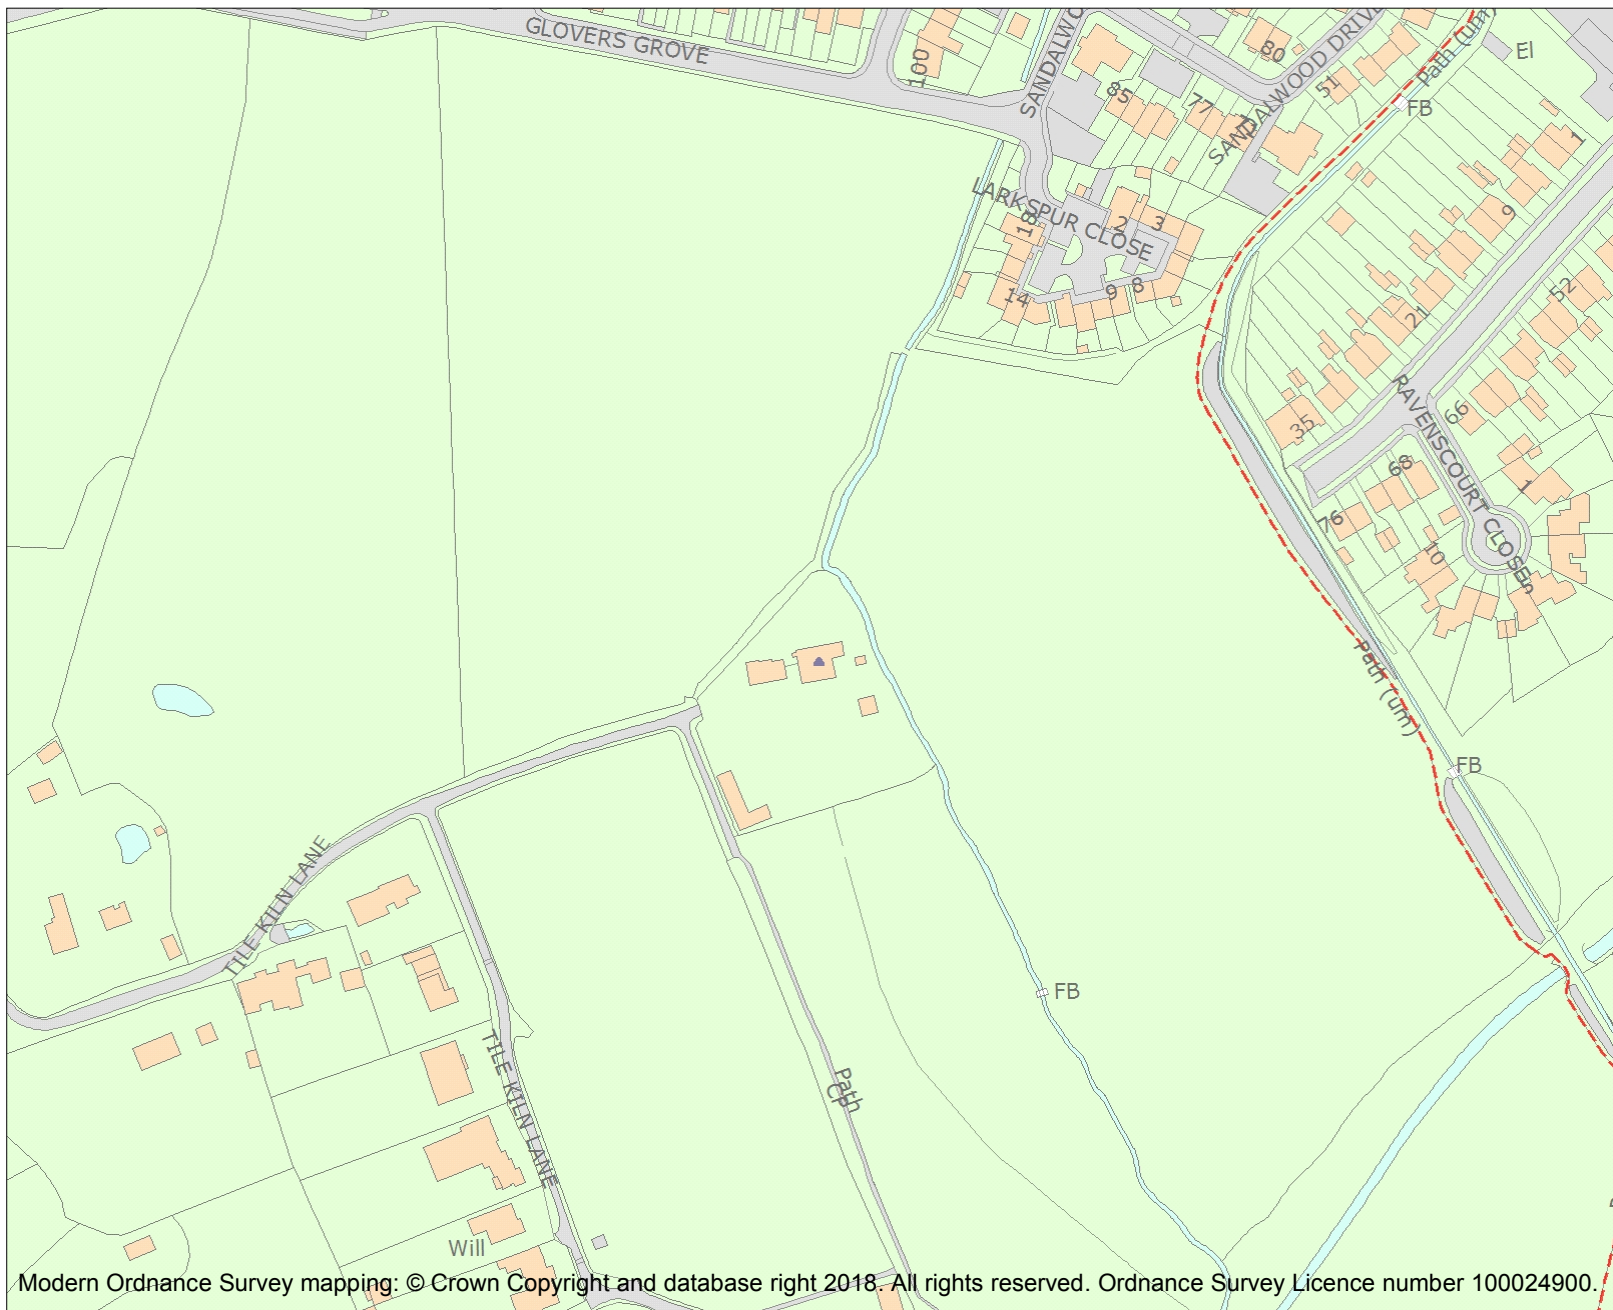 GLOVERS GROVE
100
SANDALWO
85
77
71
80
SANDALWOOD DRIVE
51
Path (um)
El
FB
1
9
LARKSPUR CLOSE
18
2
3
14
9
8
21
52
35
RAVENSCOURT CLOSE
66
68
76
1
10
5
Path (um)
FB
TILE KILN LANE
FB
TILE KILN LANE
Path
CP
Will
Modern Ordnance Survey mapping: © Crown Copyright and database right 2018. All rights reserved. Ordnance Survey Licence number 100024900.